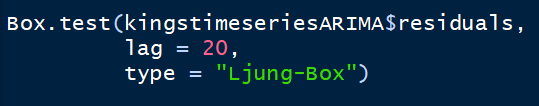 Box.test(kingstimeseriesARIMA$residuals,
         lag = 20,
         type = "Ljung-Box")